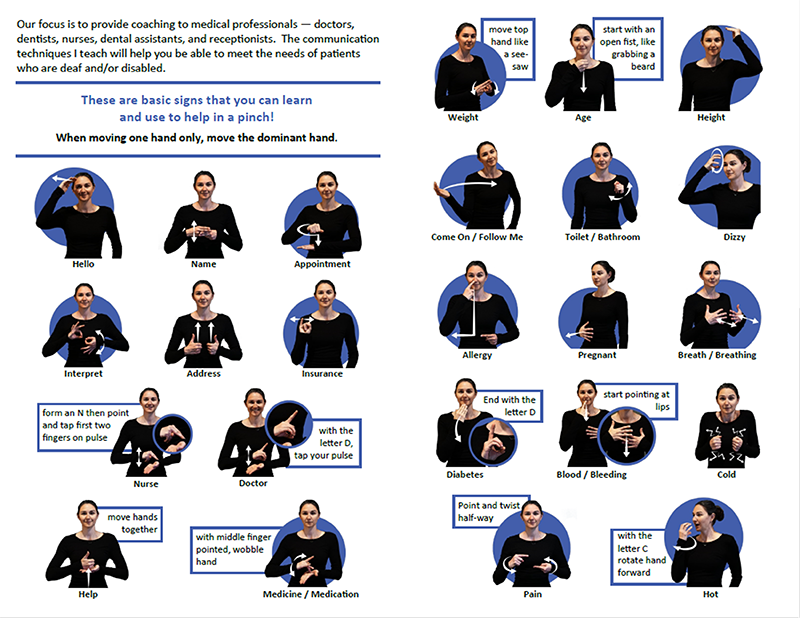 Our focus is to provide coaching to medical professionals — doctors,
dentists, nurses, dental assistants, and receptionists.  The communication
techniques I teach will help you be able to meet the needs of patients
who are deaf and/or disabled.
These are basic signs that you can learn
and use to help in a pinch!
When moving one hand only, move the dominant hand.
Hello
Name
Appointment
Interpret
Address
Insurance
form an N then point
and tap first two
fingers on pulse
Nurse
with the
letter D,
tap your pulse
Doctor
move hands
together
Help
with middle finger
pointed, wobble
hand
Medicine / Medication
move top
hand like
a see-
saw
Weight
start with an
open fist, like
grabbing a
beard
Age
Height
Come On / Follow Me
Toilet / Bathroom
Dizzy
Allergy
Pregnant
Breath / Breathing
End with the
letter D
Diabetes
start pointing at
lips
Blood / Bleeding
Cold
Point and twist
half-way
Pain
with the
letter C
rotate hand
forward
Hot